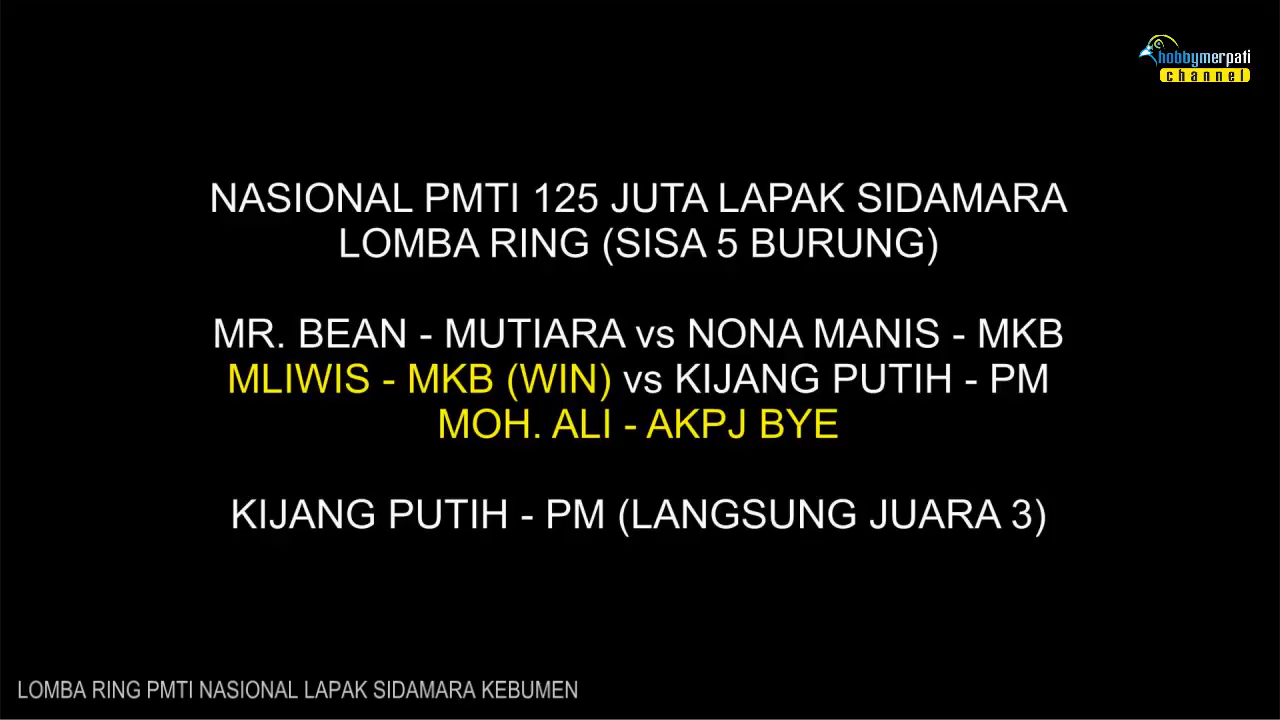 hobbymerpati
channel
NASIONAL PMTI 125 JUTA LAPAK SIDAMARA
LOMBA RING (SISA 5 BURUNG)
MR. BEAN - MUTIARA vs NONA MANIS - MKB
MLIWIS - MKB (WIN) vs KIJANG PUTIH - PM
MOH. ALI - AKPJ BYE
KIJANG PUTIH - PM (LANGSUNG JUARA 3)
LOMBA RING PMTI NASIONAL LAPAK SIDAMARA KEBUMEN